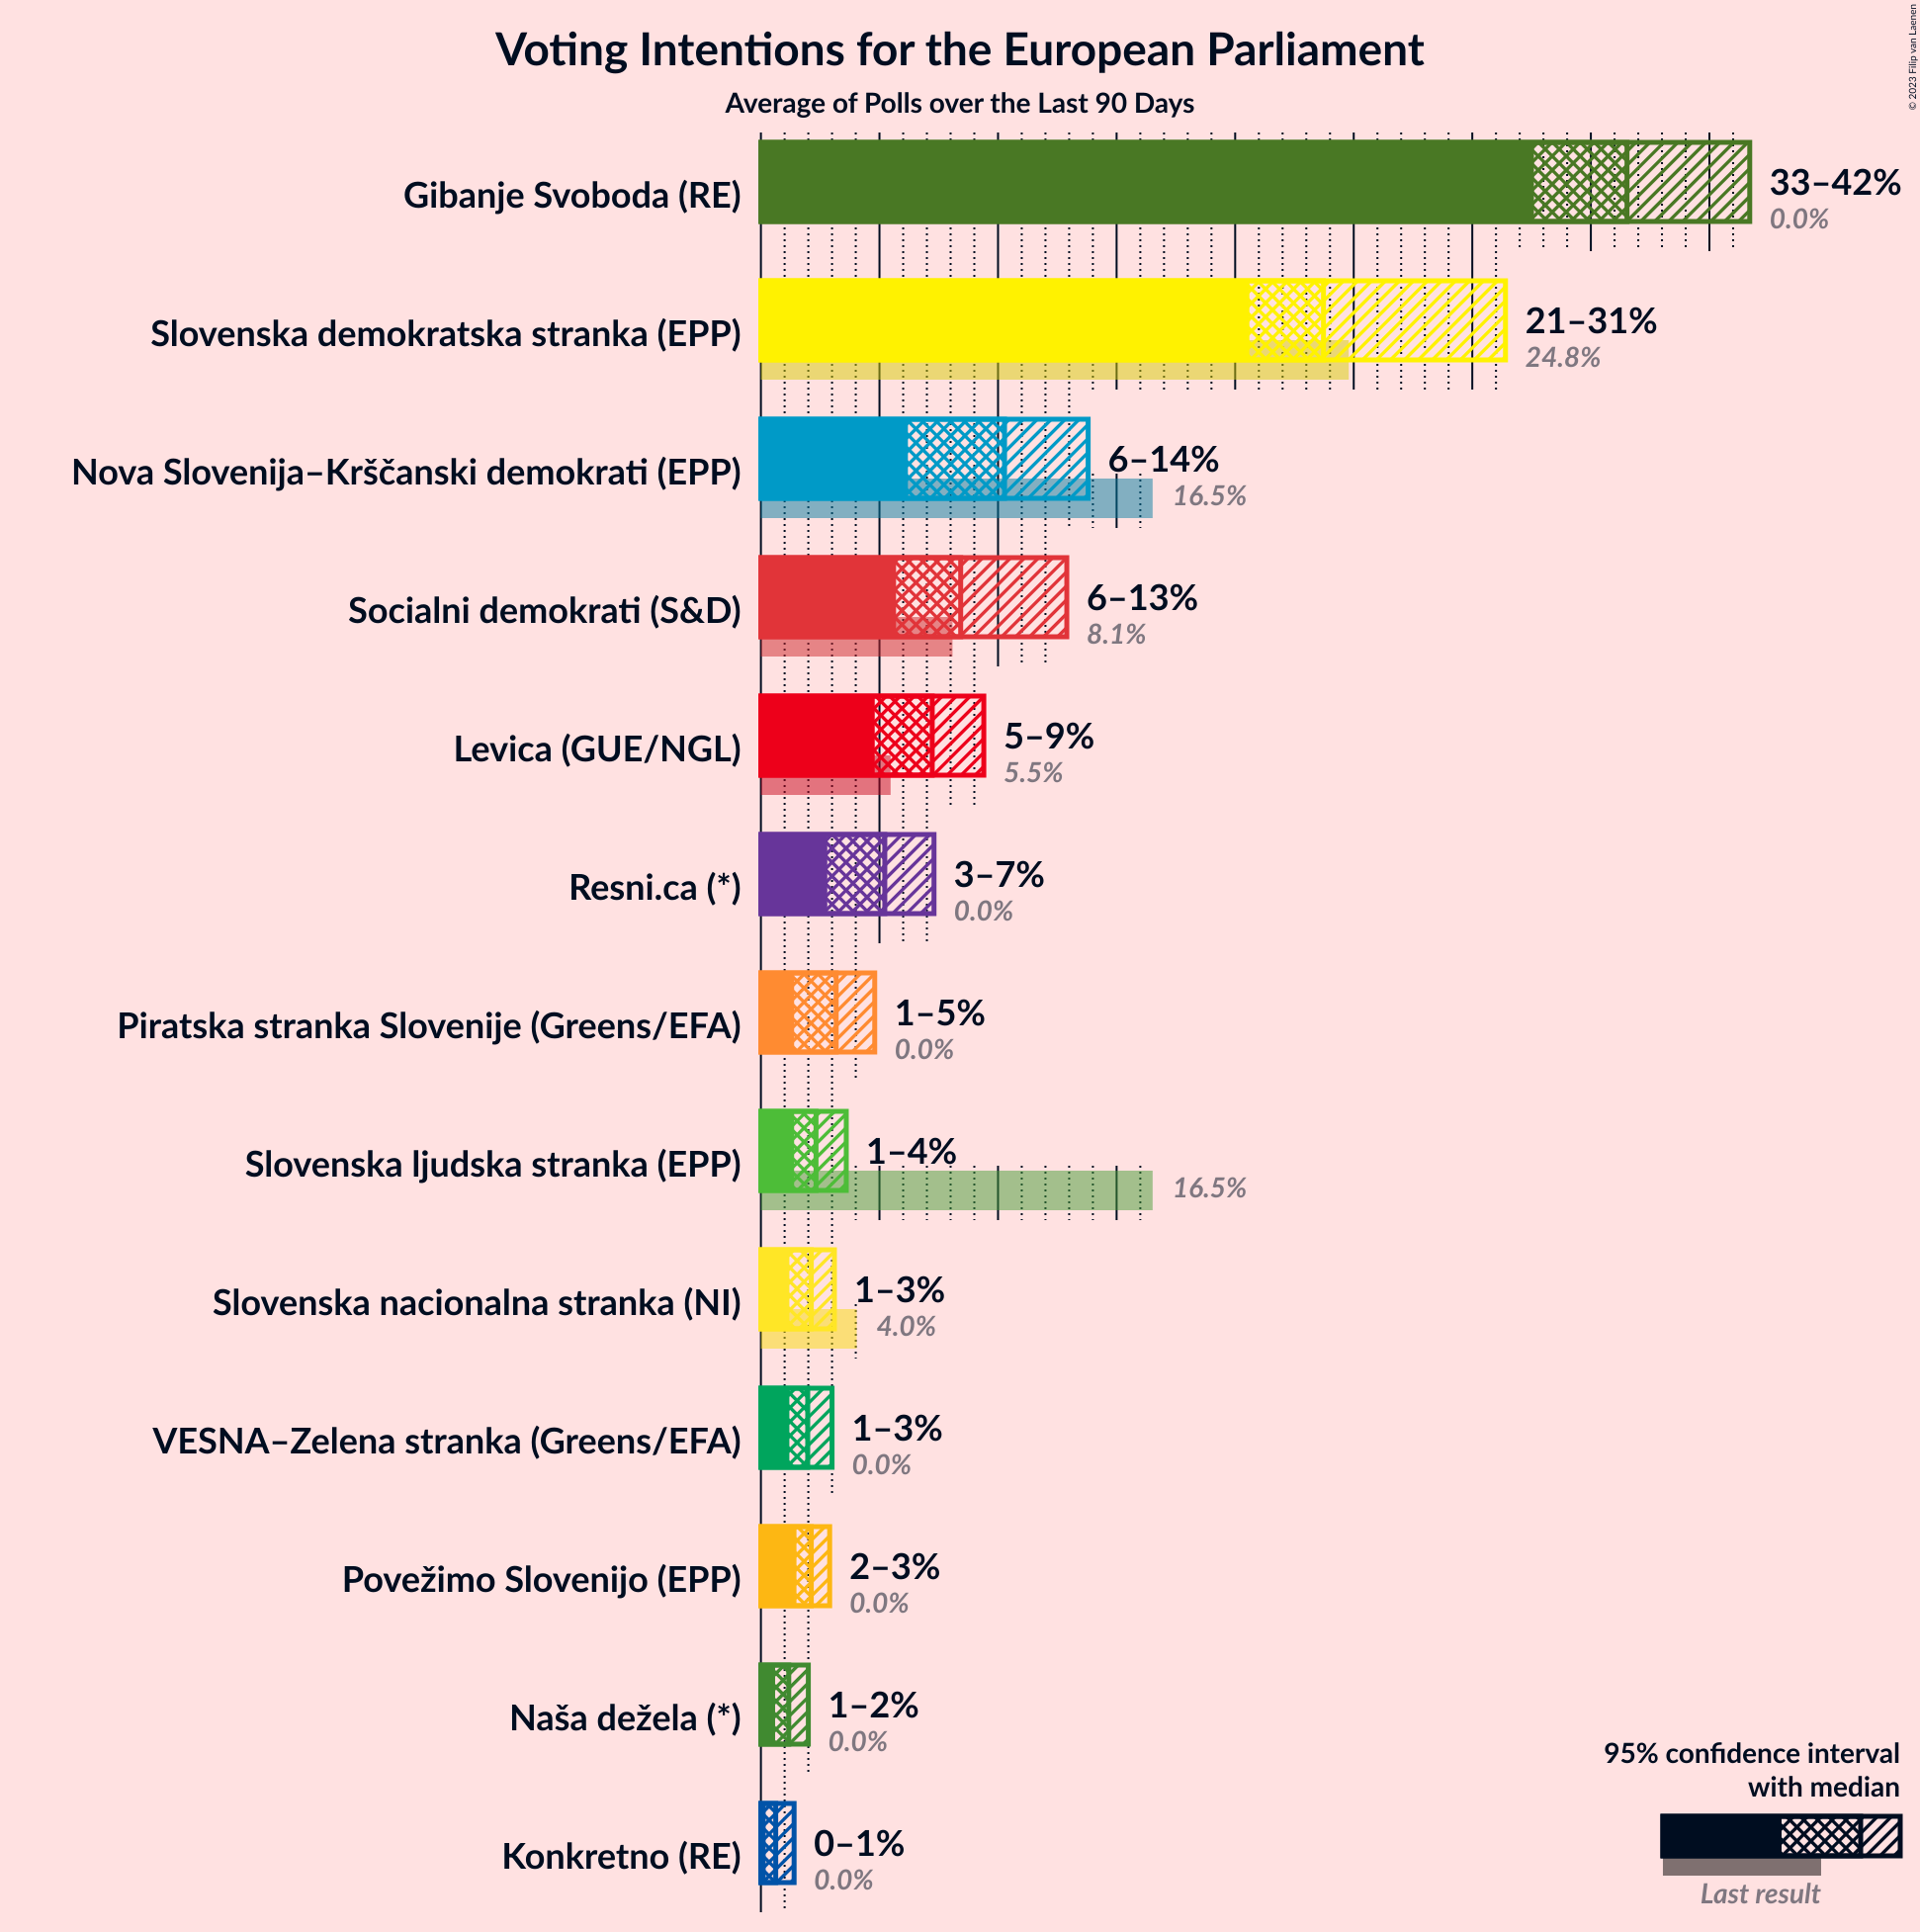 Voting Intentions for the European Parliament
Average of Polls over the Last 90 Days
© 2023 Filip van Laenen
Gibanje Svoboda (RE)
33–42%
0.0%
Slovenska demokratska stranka (EPP)
21–31%
24.8%
Nova Slovenija–Krščanski demokrati (EPP)
6–14%
16.5%
Socialni demokrati (S&D)
6–13%
8.1%
Levica (GUE/NGL)
5–9%
5.5%
Resni.ca (*)
3–7%
0.0%
Piratska stranka Slovenije (Greens/EFA)
1–5%
0.0%
Slovenska ljudska stranka (EPP)
1–4%
16.5%
Slovenska nacionalna stranka (NI)
1–3%
4.0%
VESNA–Zelena stranka (Greens/EFA)
1–3%
0.0%
Povežimo Slovenijo (EPP)
2–3%
0.0%
Naša dežela (*)
1–2%
0.0%
Konkretno (RE)
0–1%
0.0%
95% confidence interval
with median
Last result